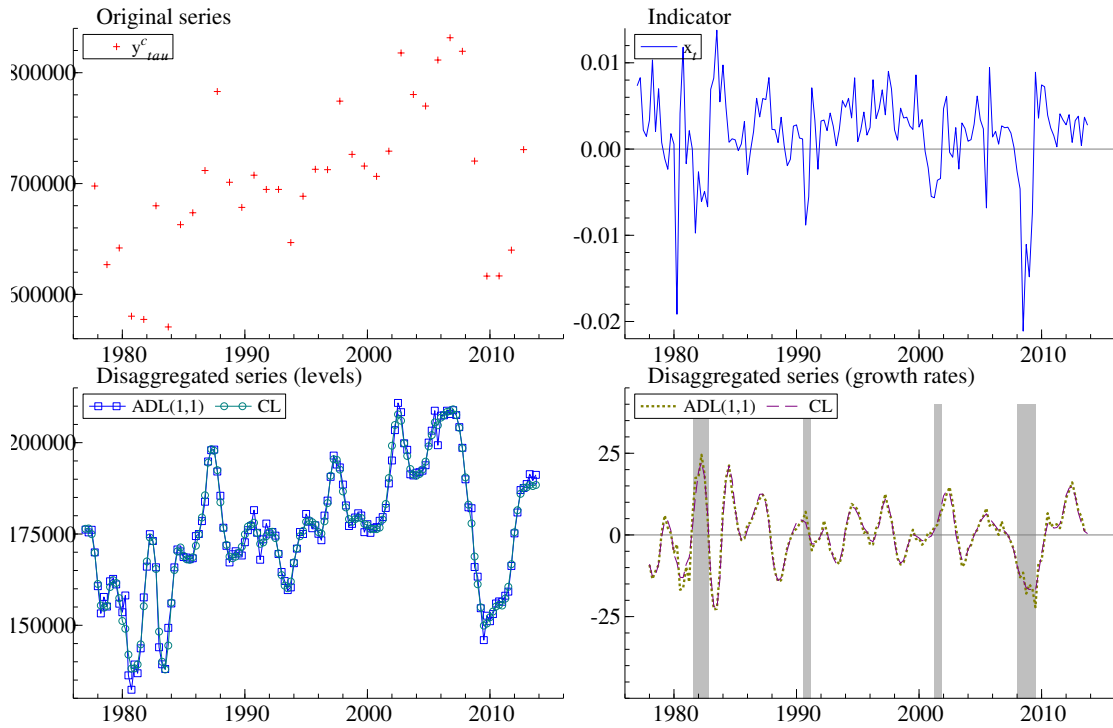 Original series
y^c_tau
800000
700000
600000
1980 1990 2000 2010
Indicator
x_t
0.01
0.00
-0.01
-0.02
1980 1990 2000 2010
Disaggregated series (levels)
ADL(1,1) CL
200000
175000
150000
1980 1990 2000 2010
Disaggregated series (growth rates)
ADL(1,1) CL
25
0
-25
1980 1990 2000 2010